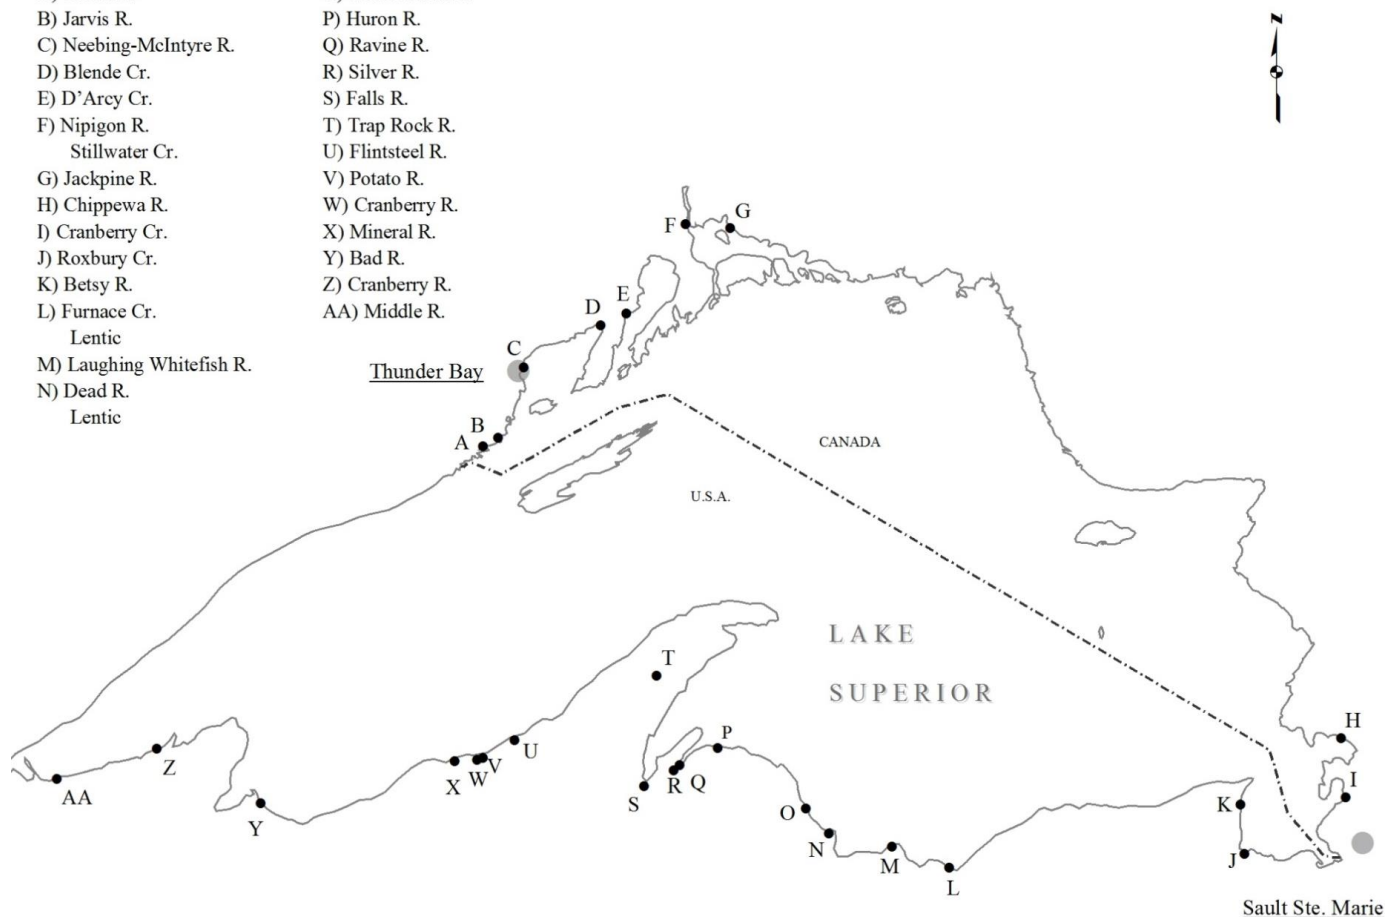 B) Jarvis R.
C) Neebing-McIntyre R.
D) Blende Cr.
E) D’Arcy Cr.
F) Nipigon R.
Stillwater Cr.
G) Jackpine R.
H) Chippewa R.
I) Cranberry Cr.
J) Roxbury Cr.
K) Betsy R.
L) Furnace Cr.
Lentic
M) Laughing Whitefish R.
N) Dead R.
Lentic
P) Huron R.
Q) Ravine R.
R) Silver R.
S) Falls R.
T) Trap Rock R.
U) Flintsteel R.
V) Potato R.
W) Cranberry R.
X) Mineral R.
Y) Bad R.
Z) Cranberry R.
AA) Middle R.
N
F
G
E
D
C
Thunder Bay
B
A
CANADA
U.S.A.
LAKE
SUPERIOR
T
H
P
U
Z
X
W
V
S
R
Q
I
AA
Y
O
K
N
M
J
L
Sault Ste. Marie